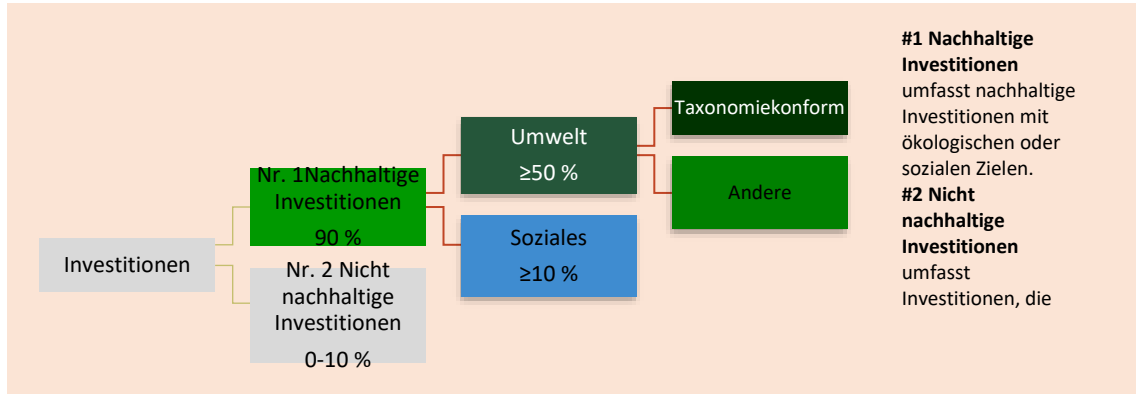 Investitionen
Nr. 1Nachhaltige
Investitionen
90 %
Nr. 2 Nicht
nachhaltige
Investitionen
0-10 %
Umwelt
≥50 %
Soziales
≥10 %
Taxonomiekonform
Andere
#1 Nachhaltige
Investitionen
umfasst nachhaltige
Investitionen mit
ökologischen oder
sozialen Zielen.
#2 Nicht
nachhaltige
Investitionen
umfasst
Investitionen, die